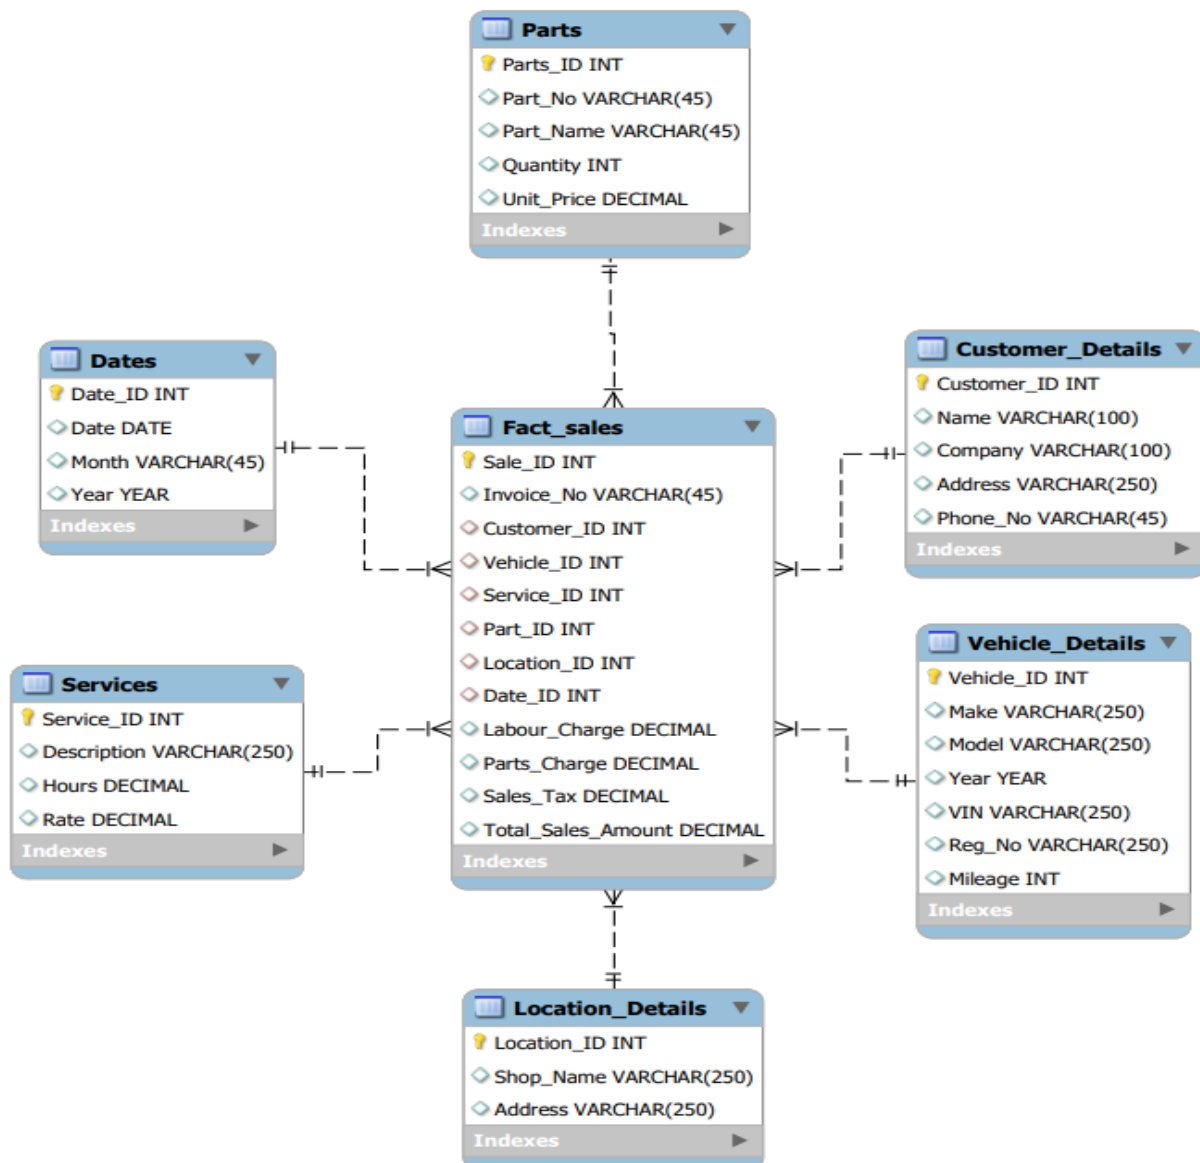 Parts
Parts_ID INT
Part_No VARCHAR(45)
Part_Name VARCHAR(45)
Quantity INT
Unit_Price DECIMAL
Indexes
Dates
Date_ID INT
Date DATE
Month VARCHAR(45)
Year YEAR
Indexes
Customer_Details
Customer_ID INT
Name VARCHAR(100)
Company VARCHAR(100)
Address VARCHAR(250)
Phone_No VARCHAR(45)
Indexes
Fact_sales
Sale_ID INT
Invoice_No VARCHAR(45)
Customer_ID INT
Vehicle_ID INT
Service_ID INT
Part_ID INT
Location_ID INT
Date_ID INT
Labour_Charge DECIMAL
Parts_Charge DECIMAL
Sales_Tax DECIMAL
Total_Sales_Amount DECIMAL
Indexes
Services
Service_ID INT
Description VARCHAR(250)
Hours DECIMAL
Rate DECIMAL
Indexes
Vehicle_Details
Vehicle_ID INT
Make VARCHAR(250)
Model VARCHAR(250)
Year YEAR
VIN VARCHAR(250)
Reg_No VARCHAR(250)
Mileage INT
Indexes
Location_Details
Location_ID INT
Shop_Name VARCHAR(250)
Address VARCHAR(250)
Indexes